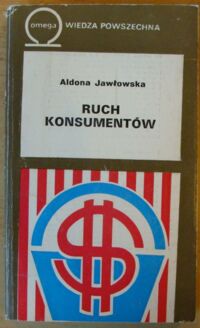 omega
WIEDZA POWSZECHNA
Aldona Jawłowska
RUCH
KONSUMENTÓW